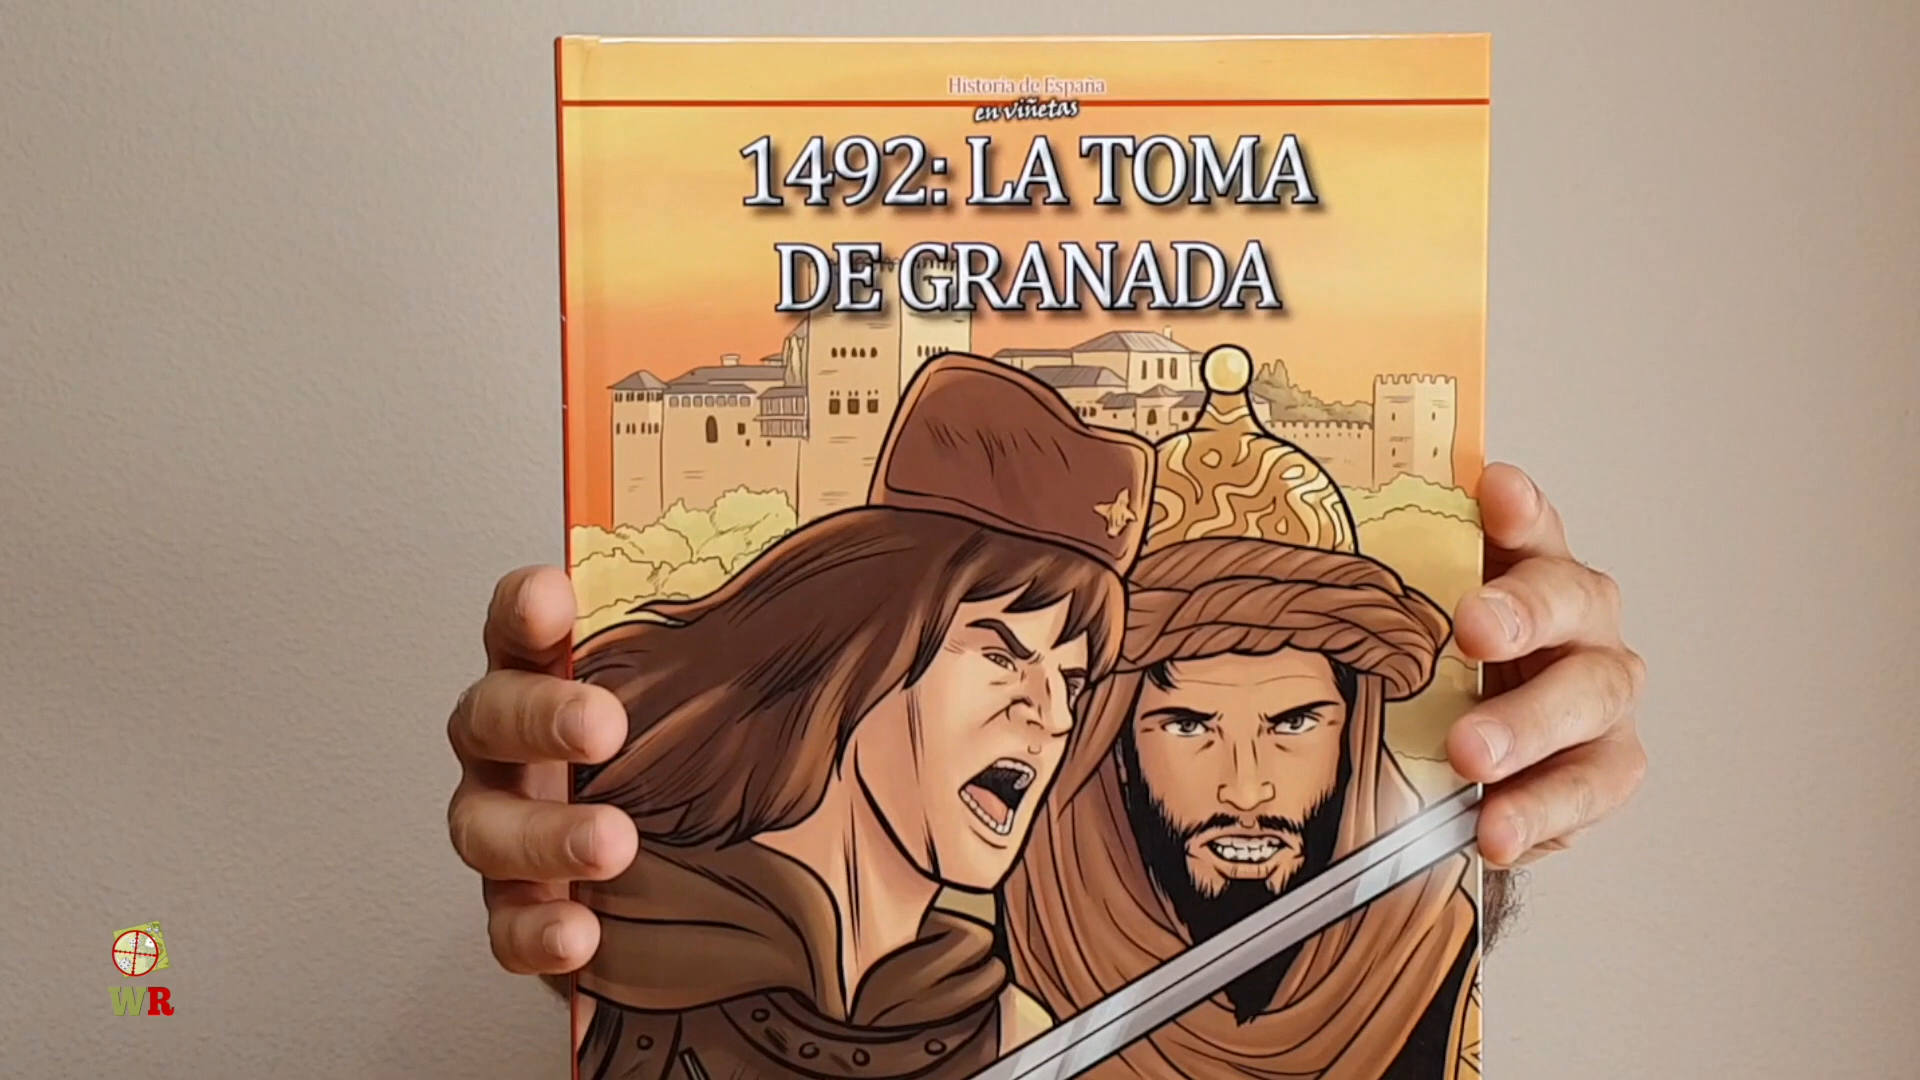 Historia de España
en viñetas
1492: LA TOMA
DE GRANADA
WR